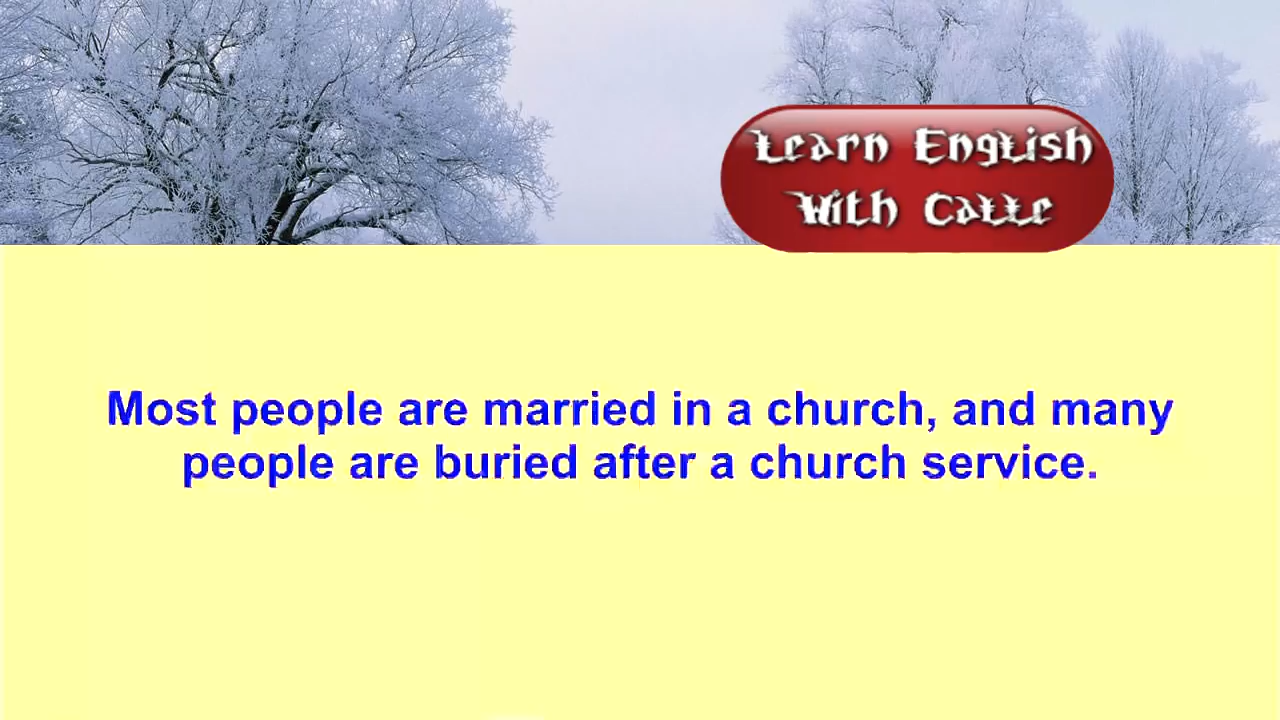 Learn English
With Catte
Most people are married in a church, and many
people are buried after a church service.